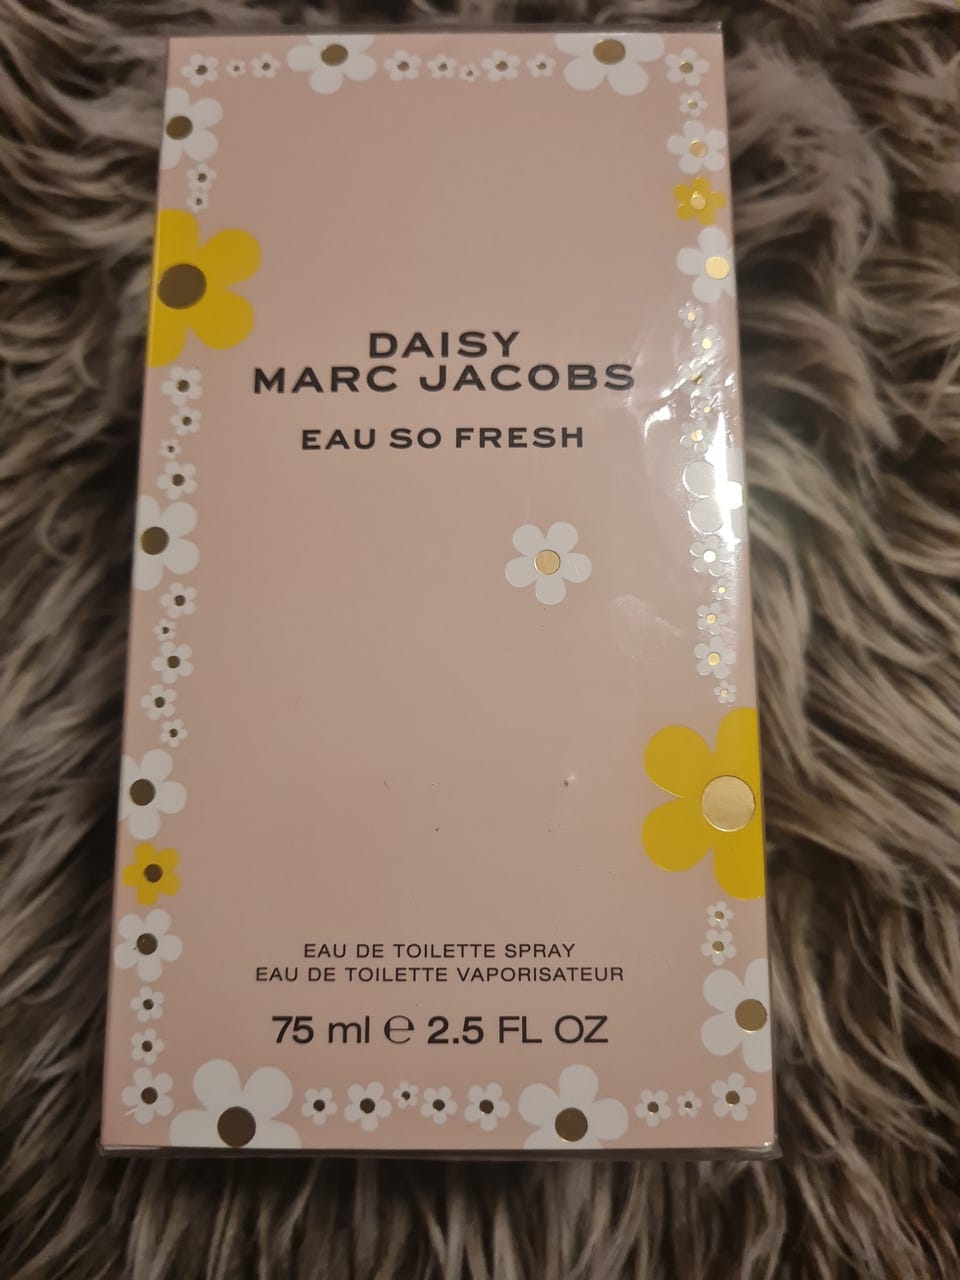 DAISY
MARC JACOBS
EAU SO FRESH
EAU DE TOILETTE SPRAY
EAU DE TOILETTE VAPORISATEUR
75 ml ℮ 2.5 FL OZ